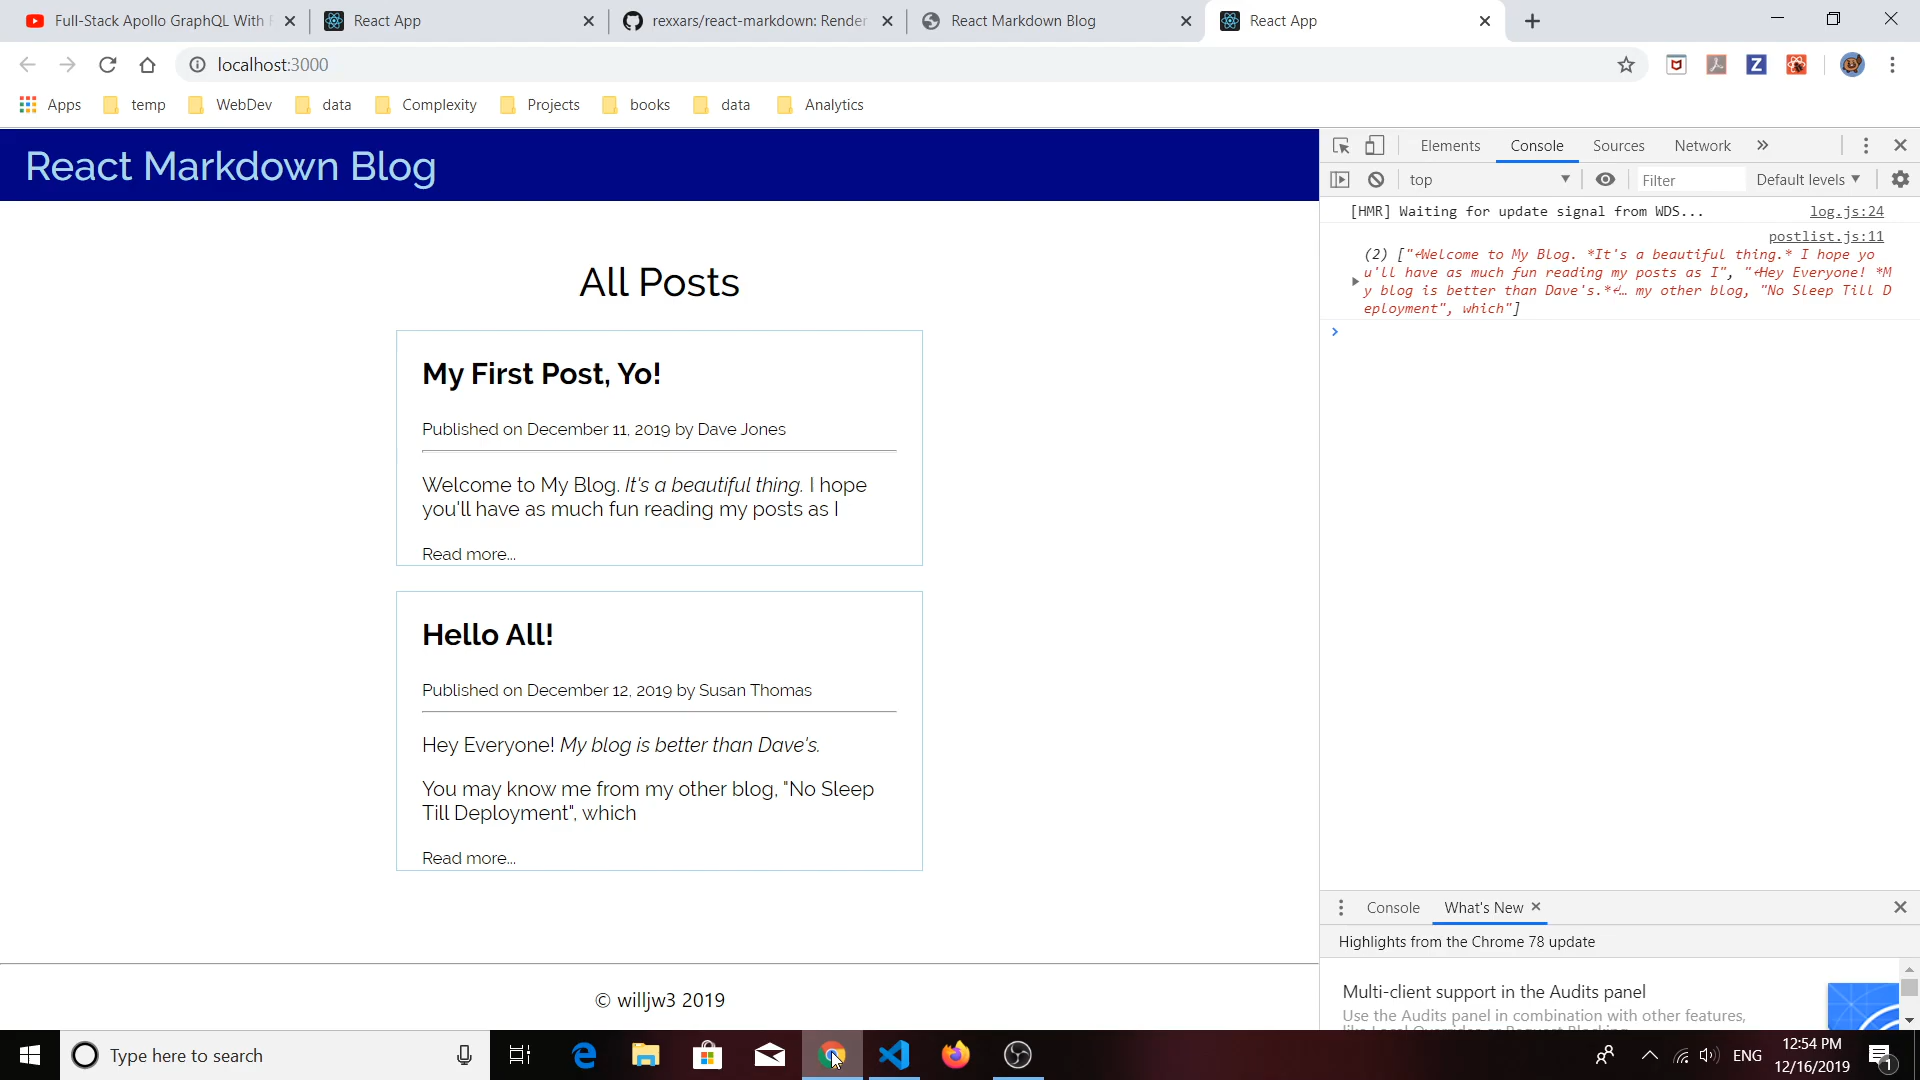 Full-Stack Apollo GraphQL With
React App
rexxars/react-markdown: Render
React Markdown Blog
React App
localhost:3000
Apps temp WebDev data Complexity Projects books data Analytics
React Markdown Blog
All Posts
My First Post, Yo!
Published on December 11, 2019 by Dave Jones
Welcome to My Blog. It's a beautiful thing. I hope
you'll have as much fun reading my posts as I
Read more...
Hello All!
Published on December 12, 2019 by Susan Thomas
Hey Everyone! My blog is better than Dave's.
You may know me from my other blog, "No Sleep
Till Deployment", which
Read more...
© willjw3 2019
Elements Console Sources Network »
top Filter Default levels
[HMR] Waiting for update signal from WDS... log.js:24
postlist.js:11
(2) ["↵Welcome to My Blog. *It's a beautiful thing.* I hope yo
u'll have as much fun reading my posts as I", "↵Hey Everyone! *M
y blog is better than Dave's.*↵… my other blog, "No Sleep Till D
eployment", which"]
Console What's New
Highlights from the Chrome 78 update
Multi-client support in the Audits panel
Use the Audits panel in combination with other features,
like Local Overrides or Request Blocking
Type here to search
ENG
12:54 PM
12/16/2019
1